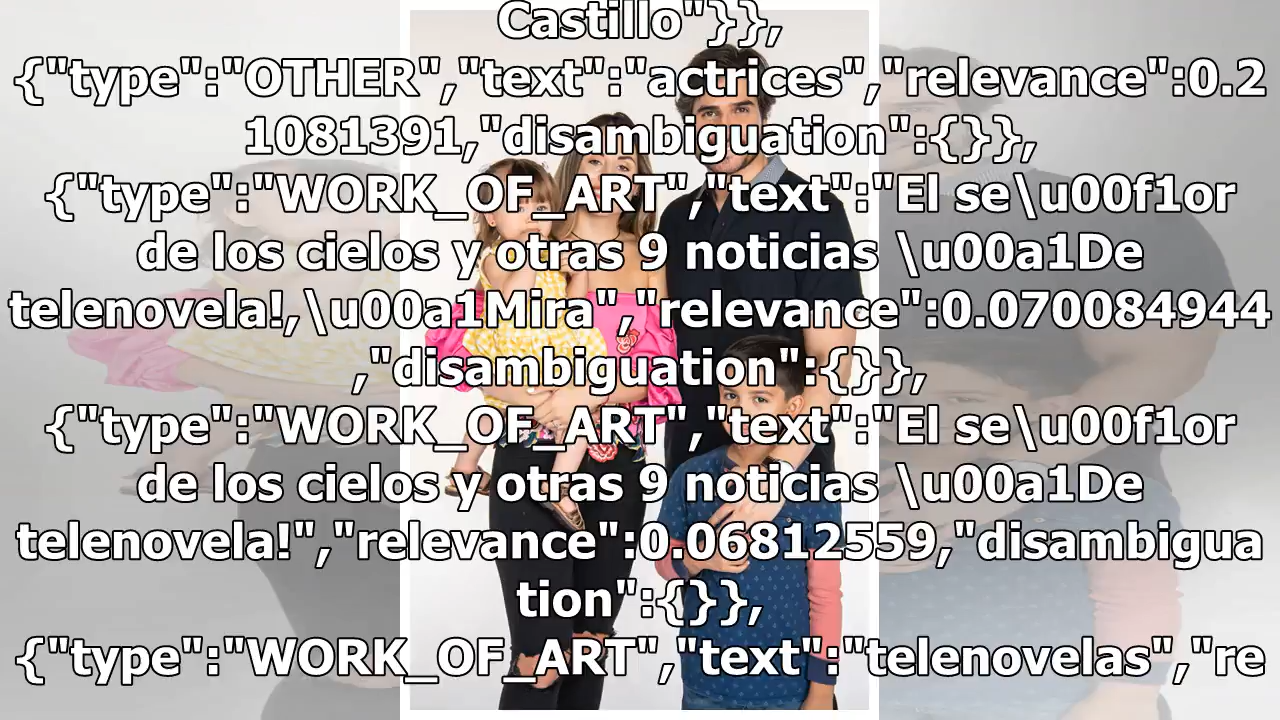 Castillo"}},
{"type":"OTHER","text":"actrices","relevance":0.2
1081391,"disambiguation":{}},
{"type":"WORK_OF_ART","text":"El se\u00f1or
de los cielos y otras 9 noticias \u00a1De
telenovela!,\u00a1Mira","relevance":0.070084944
,"disambiguation":{}},
{"type":"WORK_OF_ART","text":"El se\u00f1or
de los cielos y otras 9 noticias \u00a1De
telenovela!","relevance":0.06812559,"disambigua
tion":{}},
{"type":"WORK_OF_ART","text":"telenovelas","re